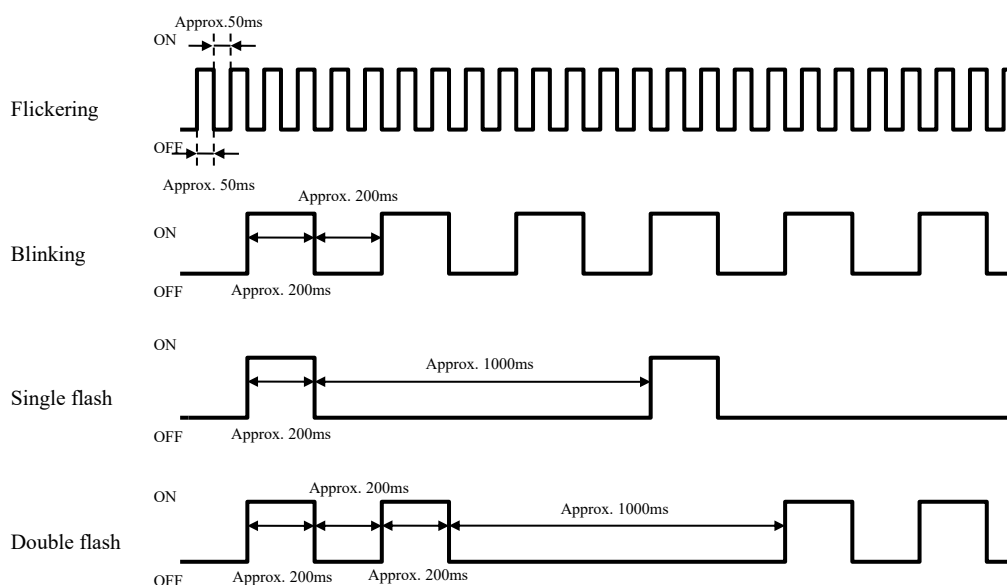 Approx.50ms
ON
Flickering
OFF
Approx. 50ms
Approx. 200ms
ON
Blinking
OFF
Approx. 200ms
ON
Approx. 1000ms
Single flash
OFF
Approx. 200ms
ON
Approx. 200ms
Approx. 1000ms
Double flash
OFF
Approx. 200ms
Approx. 200ms